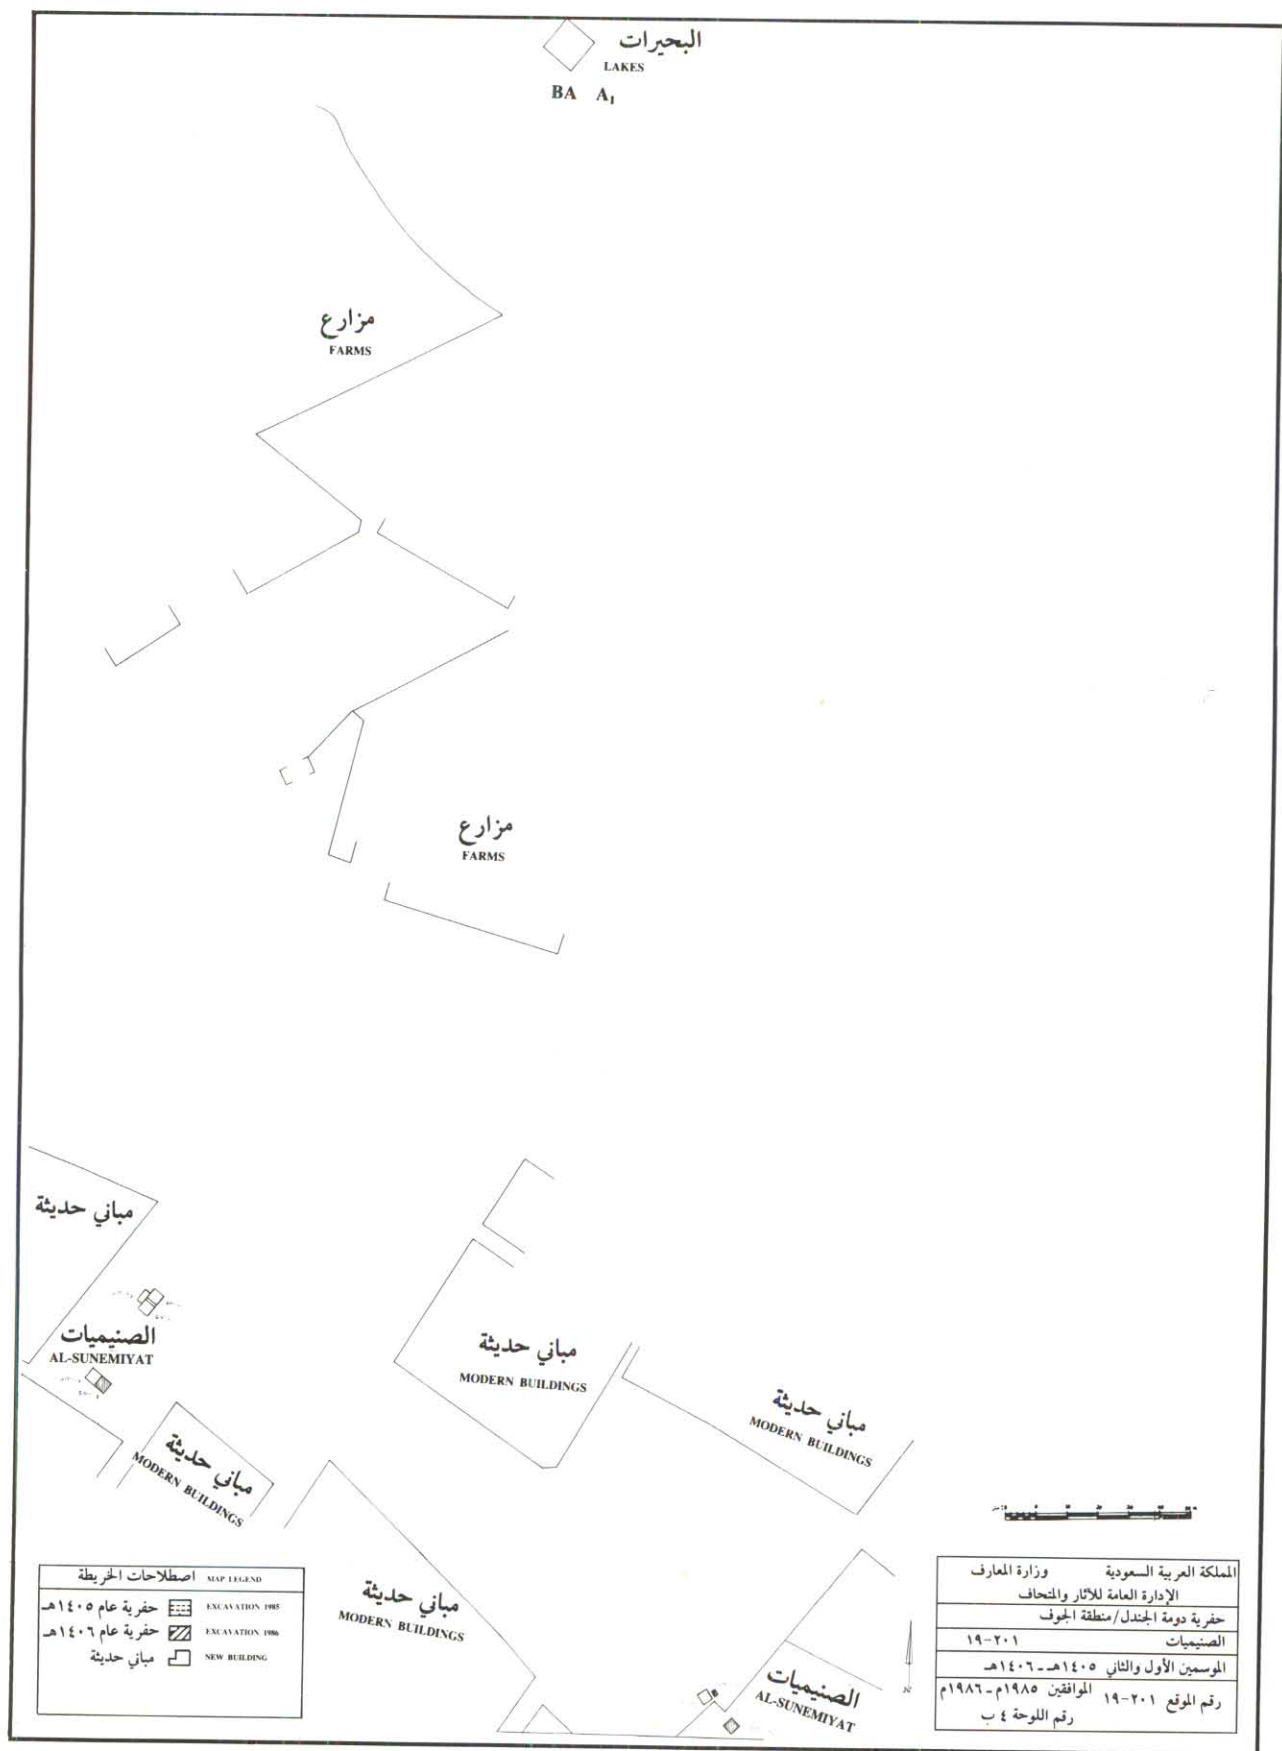 البحيرات
LAKES
BA A₁
مزارع
FARMS
مزارع
FARMS
مباني حديثة
الصنيميات
AL-SUNEMIYAT
مباني حديثة
MODERN BUILDINGS
مباني حديثة
MODERN BUILDINGS
مباني حديثة
MODERN BUILDINGS
مباني حديثة
MODERN BUILDINGS
الصنيميات
AL-SUNEMIYAT
N
اصطلاحات الخريطة MAP LEGEND
حفرية عام ١٤٠٥هـ EXCAVATION 1985
حفرية عام ١٤٠٦هـ EXCAVATION 1986
مباني حديثة NEW BUILDING
المملكة العربية السعودية وزارة المعارف
الإدارة العامة للآثار والمتحاف
حفرية دومة الجندل/منطقة الجوف
الصنيميات ٢٠١-١٩
الموسمين الأول والثاني ١٤٠٥هـ-١٤٠٦هـ
رقم الموقع ٢٠١-١٩ الموافقين ١٩٨٥م-١٩٨٦م
رقم اللوحة ٤ ب